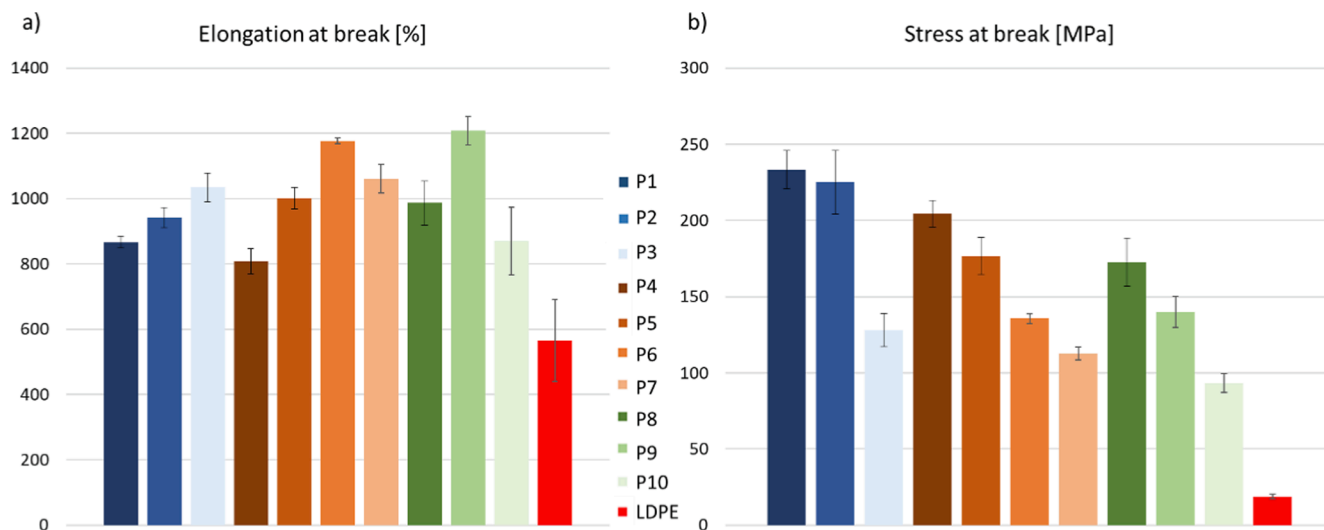 a)
Elongation at break [%]
1400
1200
1000
800
600
400
200
0
P1
P2
P3
P4
P5
P6
P7
P8
P9
P10
LDPE
b)
Stress at break [MPa]
300
250
200
150
100
50
0